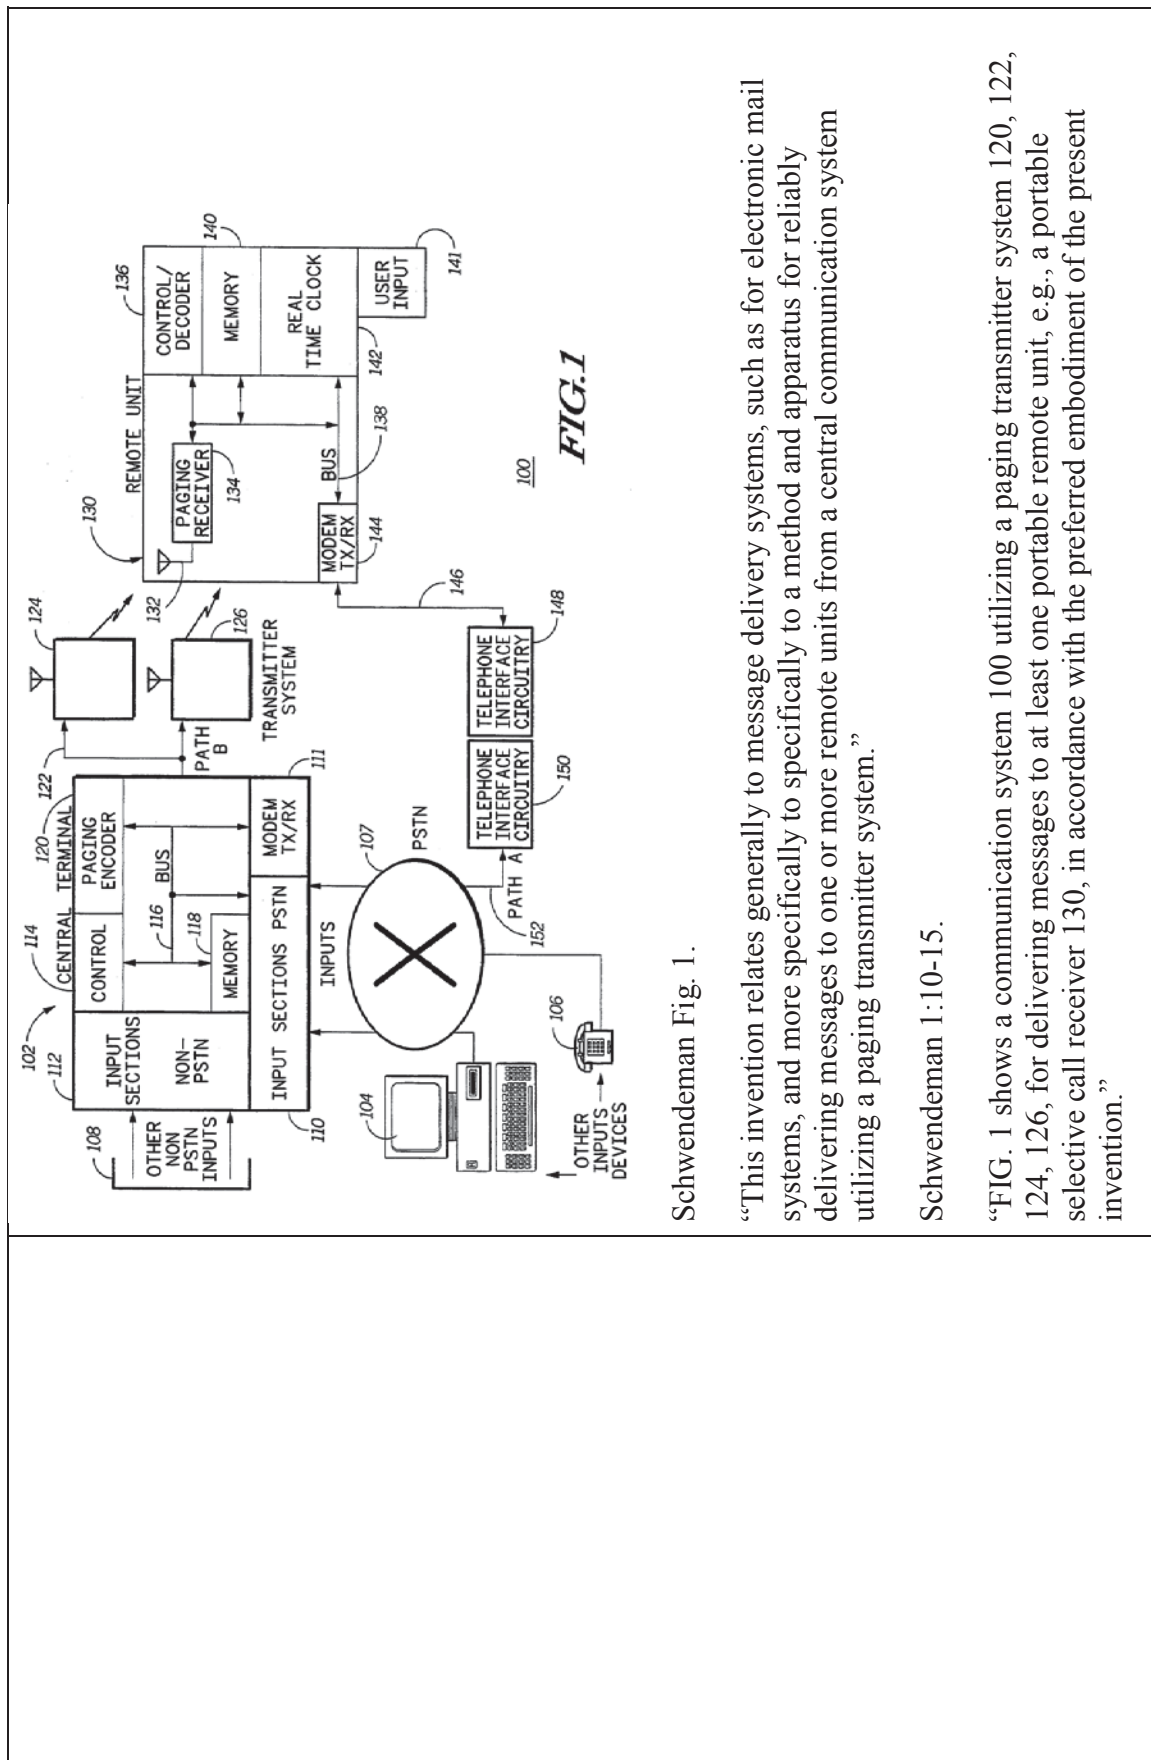 102
112
114
CENTRAL TERMINAL
120
122
124
INPUT
SECTIONS
NON-
PSTN
CONTROL
PAGING
ENCODER
116
BUS
118
MEMORY
108
OTHER
NON
PSTN
INPUTS
INPUT SECTIONS PSTN
MODEM
TX/RX
110
111
PATH
B
126
TRANSMITTER
SYSTEM
130
REMOTE UNIT
132
PAGING
RECEIVER
134
136
CONTROL/
DECODER
140
MEMORY
REAL
TIME CLOCK
USER
INPUT
141
142
BUS
138
MODEM
TX/RX
144
146
104
INPUTS
107
PSTN
PATH A
152
TELEPHONE
INTERFACE
CIRCUITRY
150
TELEPHONE
INTERFACE
CIRCUITRY
148
106
OTHER
INPUTS
DEVICES
100
FIG.1
Schwendeman Fig. 1.
“This invention relates generally to message delivery systems, such as for electronic mail
systems, and more specifically to specifically to a method and apparatus for reliably
delivering messages to one or more remote units from a central communication system
utilizing a paging transmitter system.”
Schwendeman 1:10-15.
“FIG. 1 shows a communication system 100 utilizing a paging transmitter system 120, 122,
124, 126, for delivering messages to at least one portable remote unit, e.g., a portable
selective call receiver 130, in accordance with the preferred embodiment of the present
invention.”